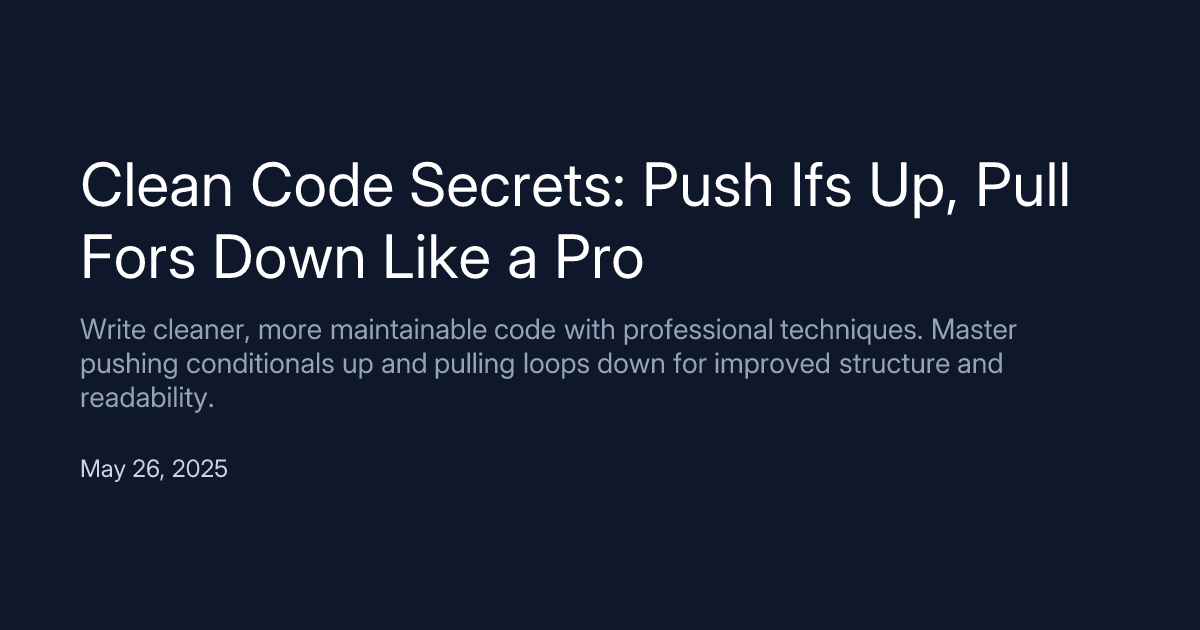 Clean Code Secrets: Push Ifs Up, Pull
Fors Down Like a Pro
Write cleaner, more maintainable code with professional techniques. Master
pushing conditionals up and pulling loops down for improved structure and
readability.
May 26, 2025